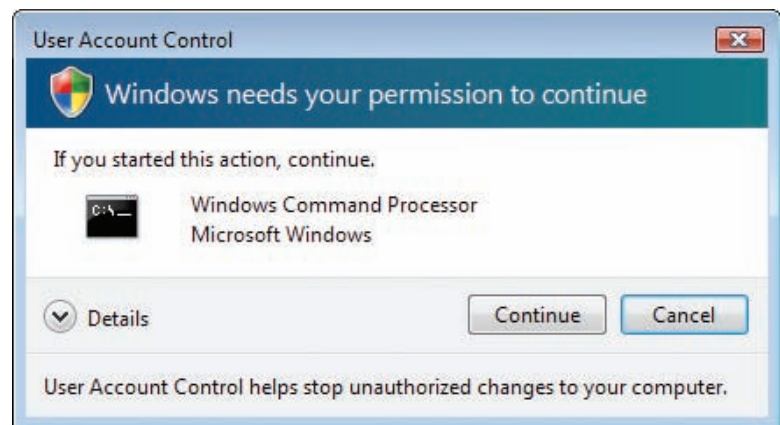 User Account Control
Windows needs your permission to continue
If you started this action, continue.
C:\
Windows Command Processor
Microsoft Windows
Details
Continue
Cancel
User Account Control helps stop unauthorized changes to your computer.